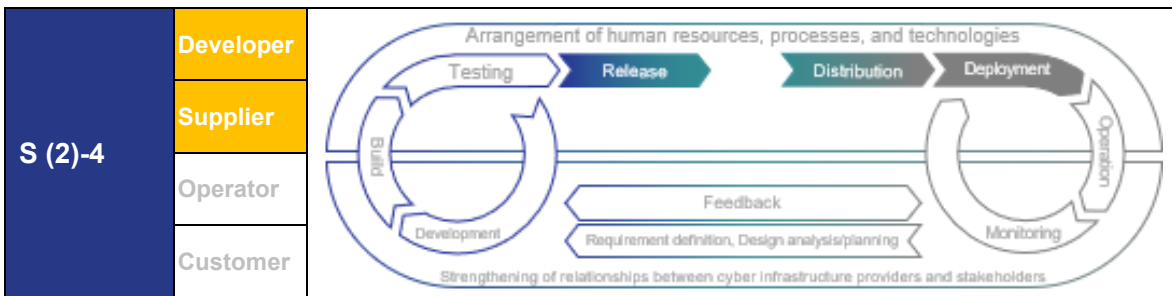 S (2)-4
Developer
Supplier
Operator
Customer
Arrangement of human resources, processes, and technologies
Testing
Release
Distribution
Deployment
Build
Operation
Development
Monitoring
Feedback
Requirement definition, Design analysis/planning
Strengthening of relationships between cyber infrastructure providers and stakeholders